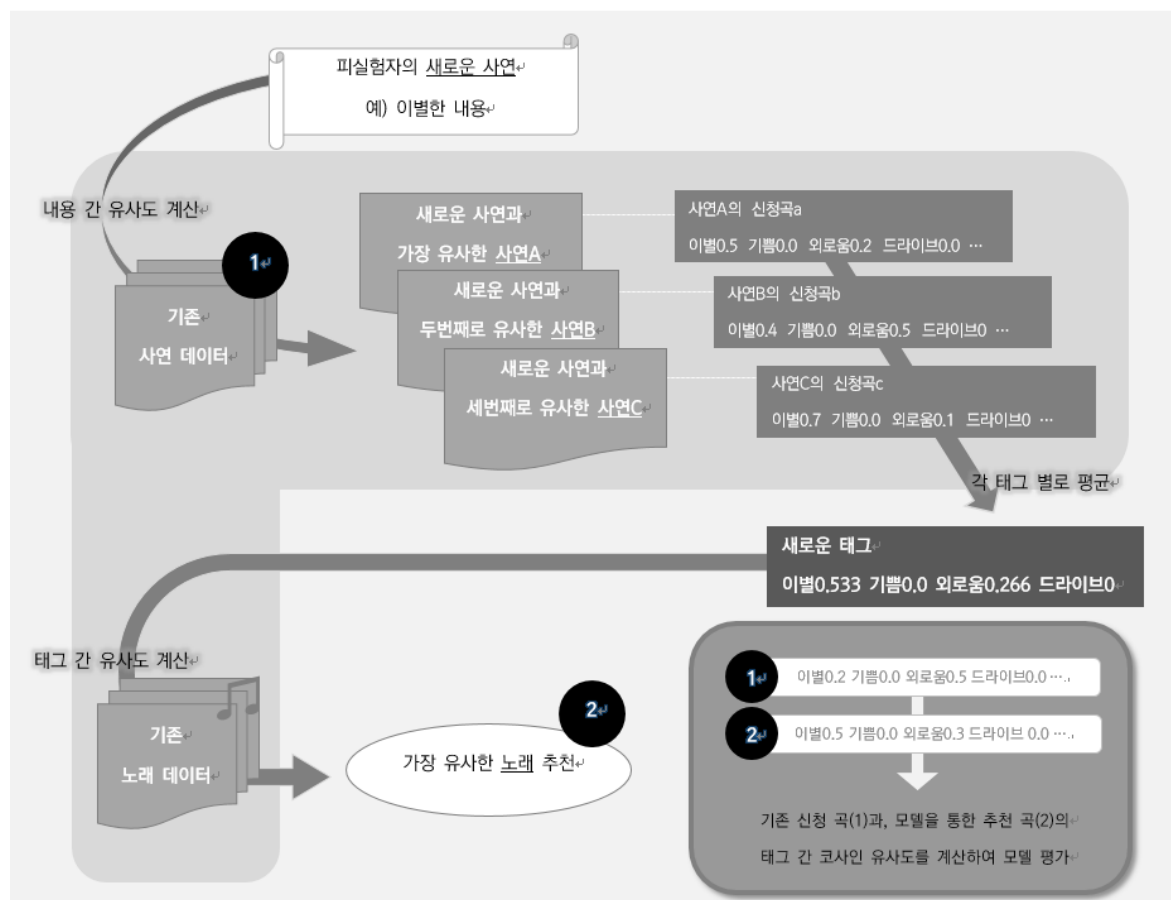 피실험자의 새로운 사연
예) 이별한 내용
내용 간 유사도 계산
1
기존
사연 데이터
새로운 사연과
가장 유사한 사연A
새로운 사연과
두번째로 유사한 사연B
새로운 사연과
세번째로 유사한 사연C
사연A의 신청곡a
이별0.5 기쁨0.0 외로움0.2 드라이브0.0 …
사연B의 신청곡b
이별0.4 기쁨0.0 외로움0.5 드라이브0 …
사연C의 신청곡c
이별0.7 기쁨0.0 외로움0.1 드라이브0 …
각 태그 별로 평균
새로운 태그
이별0.533 기쁨0.0 외로움0.266 드라이브0
태그 간 유사도 계산
기존
노래 데이터
2
가장 유사한 노래 추천
1 이별0.2 기쁨0.0 외로움0.5 드라이브0.0 ….
2 이별0.5 기쁨0.0 외로움0.3 드라이브 0.0 ….
기존 신청 곡(1)과, 모델을 통한 추천 곡(2)의
태그 간 코사인 유사도를 계산하여 모델 평가